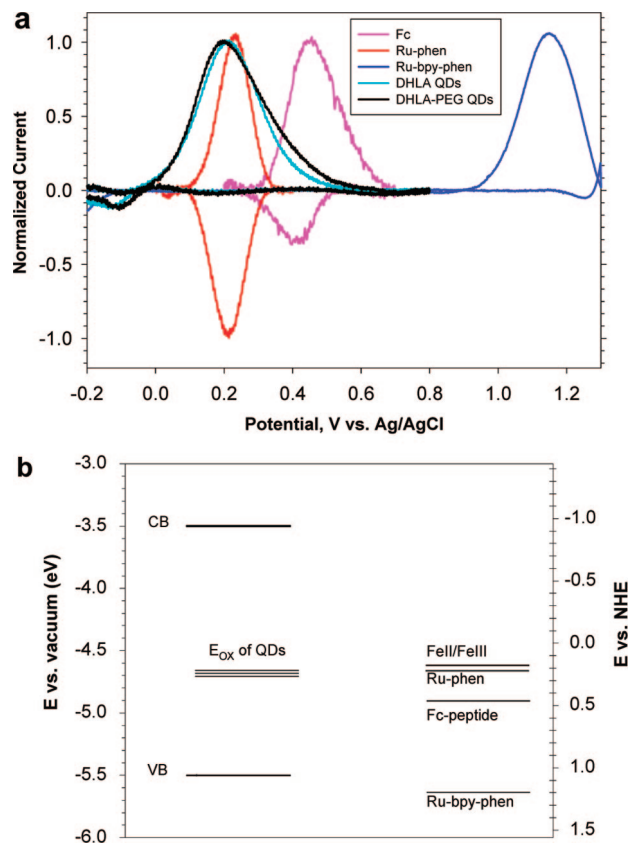 a
1.0
0.5
0.0
-0.5
-1.0
Normalized Current
Fc
Ru-phen
Ru-bpy-phen
DHLA QDs
DHLA-PEG QDs
-0.2 0.0 0.2 0.4 0.6 0.8 1.0 1.2
Potential, V vs. Ag/AgCl
b
-3.0
-3.5
-4.0
-4.5
-5.0
-5.5
-6.0
E vs. vacuum (eV)
CB
E_OX of QDs
VB
FeII/FeIII
Ru-phen
Fc-peptide
Ru-bpy-phen
-1.0
-0.5
0.0
0.5
1.0
1.5
E vs. NHE